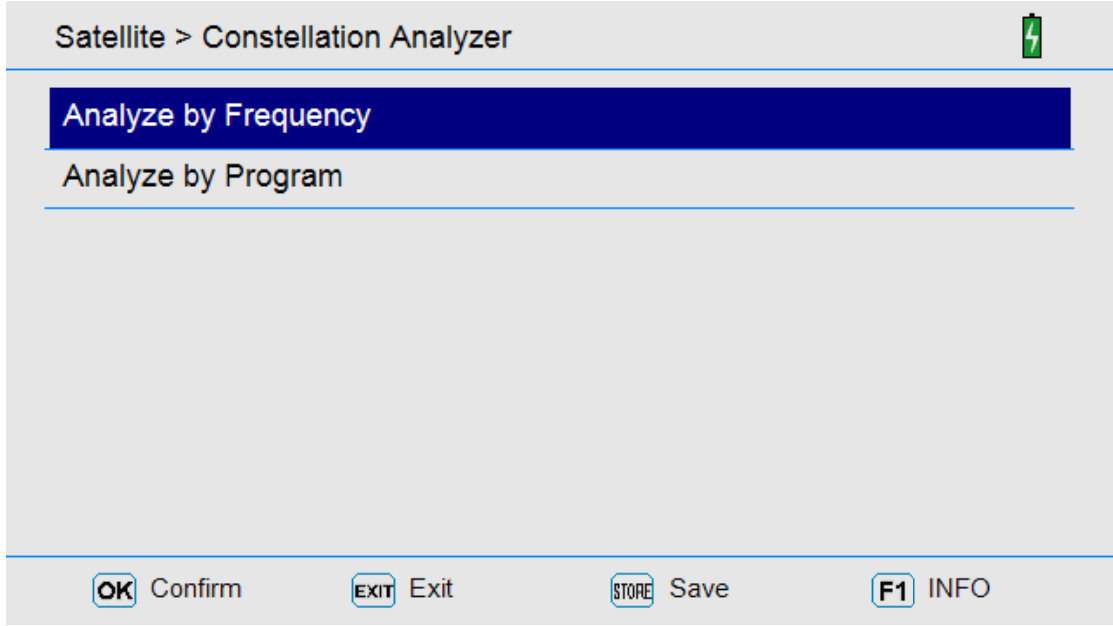 Satellite > Constellation Analyzer
Analyze by Frequency
Analyze by Program
OK Confirm EXIT Exit STORE Save F1 INFO